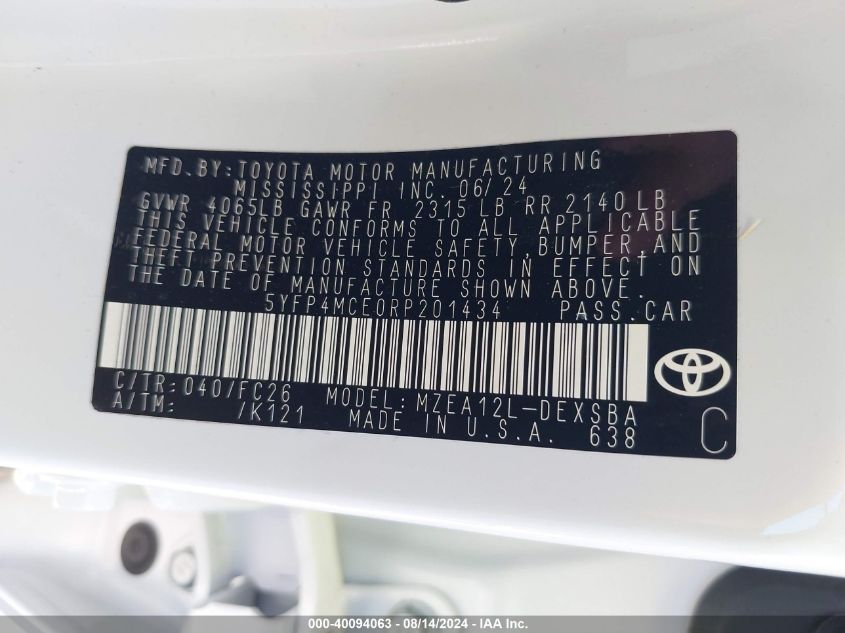 MFD. BY: TOYOTA MOTOR MANUFACTURING
MISSISSIPPI INC. 06/24
GVWR 4065LB GAWR FR 2315 LB RR 2140 LB
THIS VEHICLE CONFORMS TO ALL APPLICABLE
FEDERAL MOTOR VEHICLE SAFETY, BUMPER, AND
THEFT PREVENTION STANDARDS IN EFFECT ON
THE DATE OF MANUFACTURE SHOWN ABOVE.
5YFP4MCE0RP201434 PASS. CAR
C/TR: 040/FC26 MODEL: MZEA12L-DEXSBA
A/TM: /K121 MADE IN U.S.A. 638
C
000-40094063 - 08/14/2024 - IAA Inc.